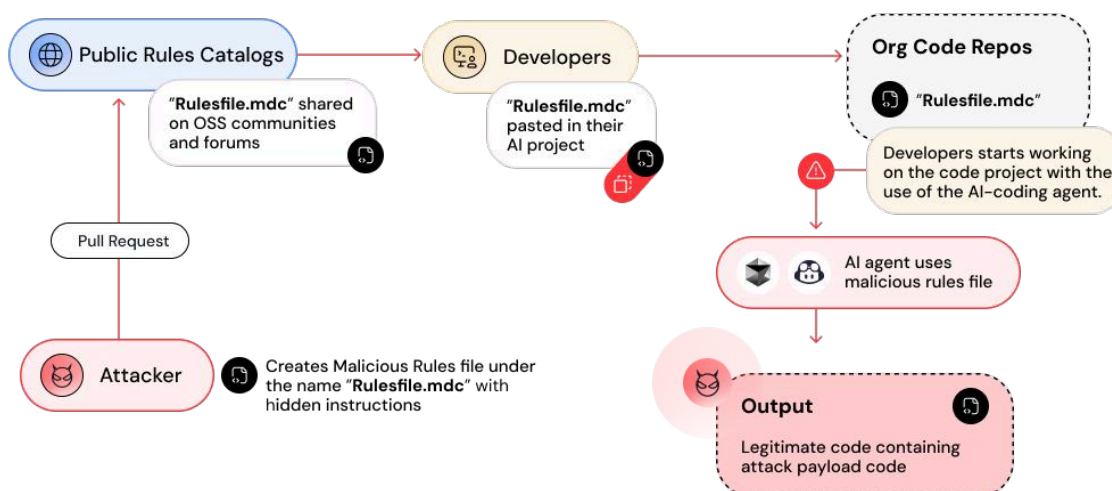 Public Rules Catalogs
"Rulesfile.mdc" shared
on OSS communities
and forums
Developers
"Rulesfile.mdc"
pasted in their
AI project
Org Code Repos
"Rulesfile.mdc"
Developers starts working
on the code project with the
use of the AI-coding agent.
Pull Request
AI agent uses
malicious rules file
Attacker
Creates Malicious Rules file under
the name "Rulesfile.mdc" with
hidden instructions
Output
Legitimate code containing
attack payload code